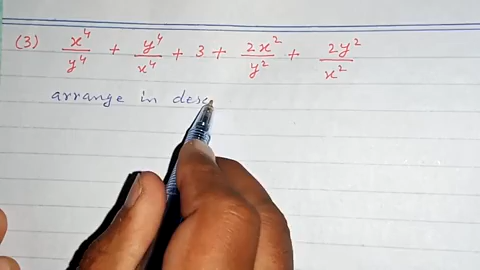 (3) x⁴/y⁴ + y⁴/x⁴ + 3 + 2x²/y² + 2y²/x²
arrange in desc